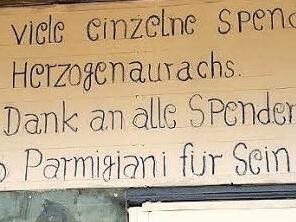 viele einzelne Spend
Herzogenaurachs.
Dank an alle Spender
o Parmigiani für Sein